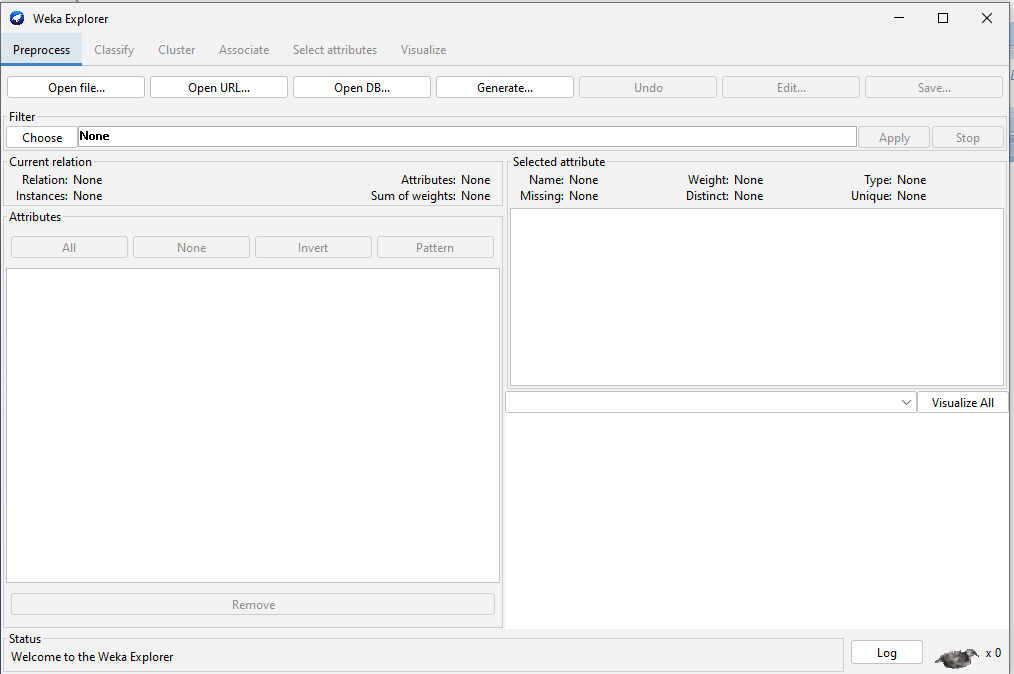 Weka Explorer
Preprocess Classify Cluster Associate Select attributes Visualize
Open file... Open URL... Open DB... Generate... Undo Edit... Save...
Filter
Choose None Apply Stop
Current relation
Relation: None Attributes: None
Instances: None Sum of weights: None
Attributes
All None Invert Pattern
Remove
Selected attribute
Name: None Weight: None Type: None
Missing: None Distinct: None Unique: None
Visualize All
Status
Welcome to the Weka Explorer
Log x 0